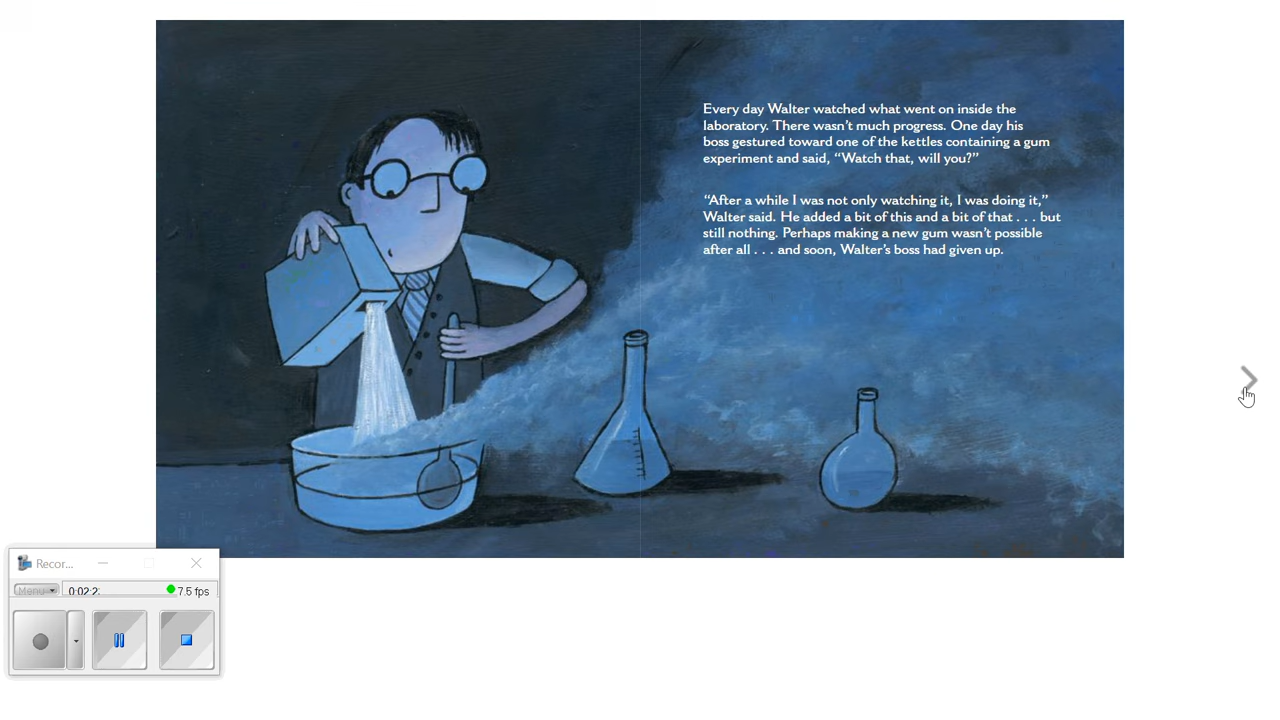 Every day Walter watched what went on inside the
laboratory. There wasn’t much progress. One day his
boss gestured toward one of the kettles containing a gum
experiment and said, “Watch that, will you?”
“After a while I was not only watching it, I was doing it,”
Walter said. He added a bit of this and a bit of that . . . but
still nothing. Perhaps making a new gum wasn’t possible
after all . . . and soon, Walter’s boss had given up.
Recor...
Menu
0:02:2
7.5 fps